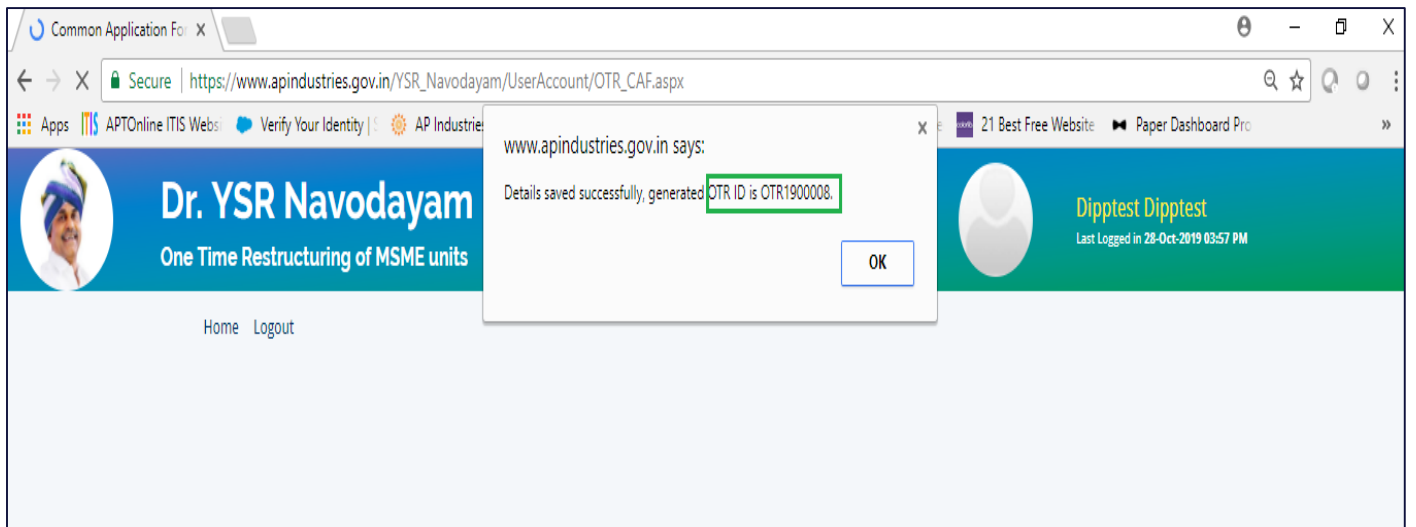 Common Application For
Secure | https://www.apindustries.gov.in/YSR_Navodayam/UserAccount/OTR_CAF.aspx
Apps APTOnline ITIS Websi Verify Your Identity | S AP Industries 21 Best Free Website Paper Dashboard Pro »
www.apindustries.gov.in says:
Details saved successfully, generated OTR ID is OTR1900008.
OK
Dr. YSR Navodayam
One Time Restructuring of MSME units
Dipptest Dipptest
Last Logged in 28-Oct-2019 03:57 PM
Home Logout